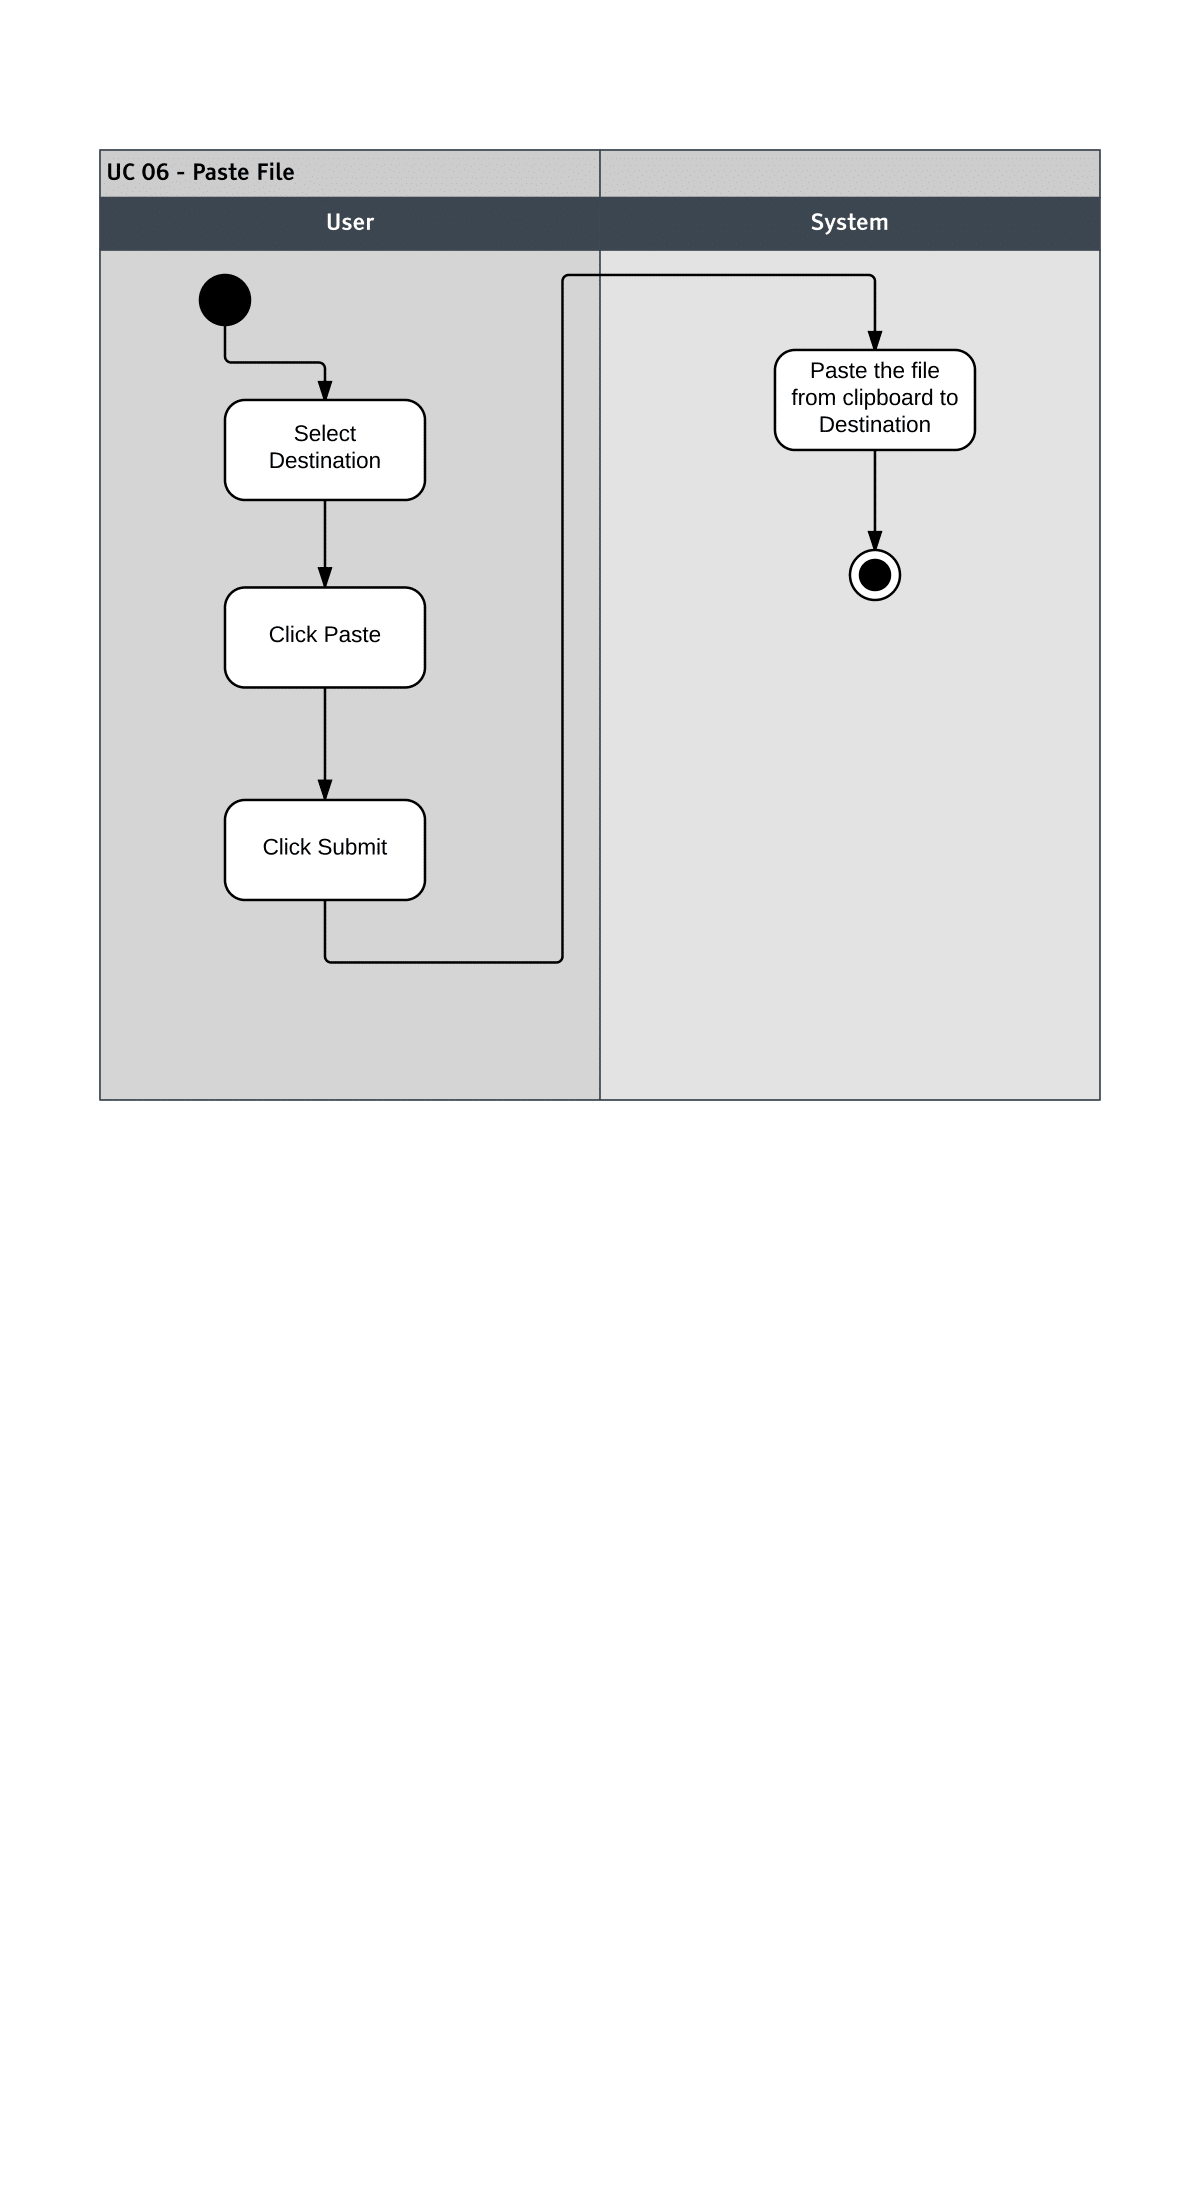 UC 06 - Paste File
User
System
Select
Destination
Click Paste
Click Submit
Paste the file
from clipboard to
Destination